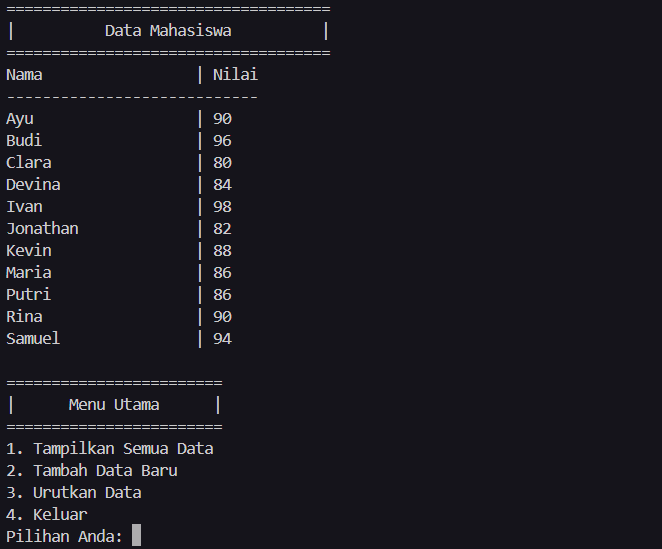 ====================================
|          Data Mahasiswa          |
====================================
Nama                 | Nilai
----------------------------
Ayu                  | 90
Budi                 | 96
Clara                | 80
Devina               | 84
Ivan                 | 98
Jonathan             | 82
Kevin                | 88
Maria                | 86
Putri                | 86
Rina                 | 90
Samuel               | 94

========================
|      Menu Utama      |
========================
1. Tampilkan Semua Data
2. Tambah Data Baru
3. Urutkan Data
4. Keluar
Pilihan Anda: